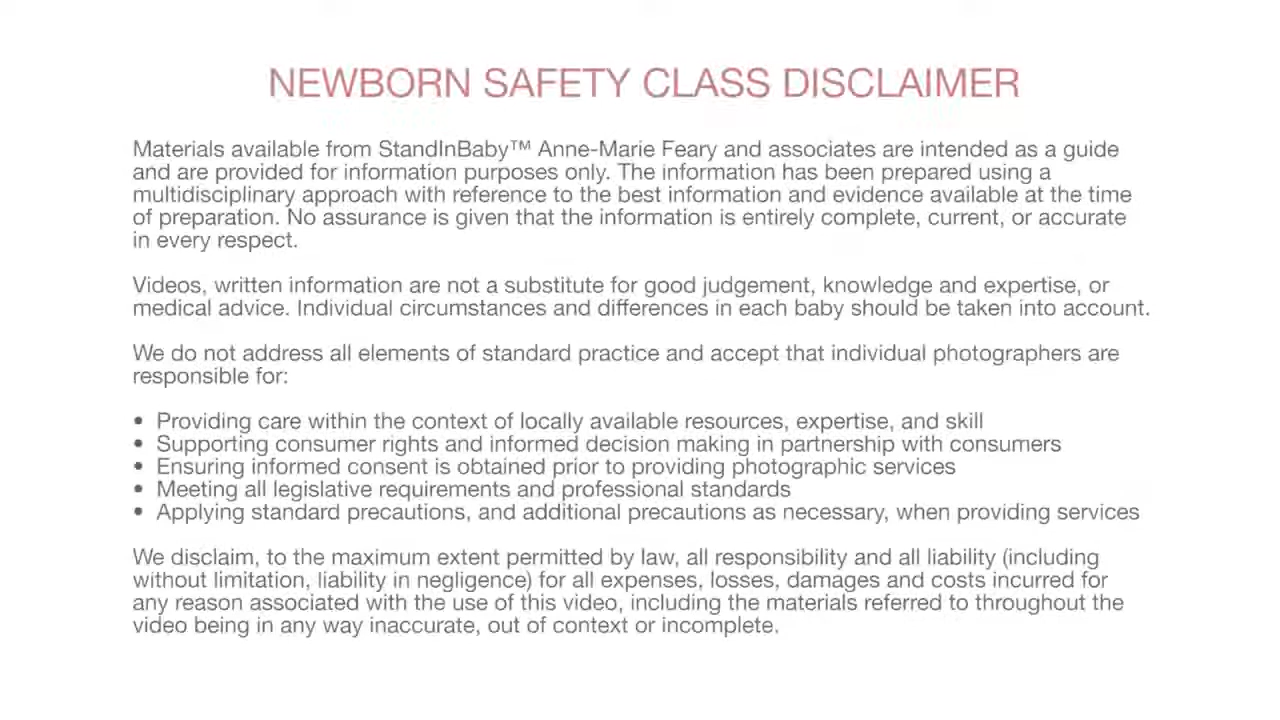 NEWBORN SAFETY CLASS DISCLAIMER
Materials available from StandInBaby™ Anne-Marie Feary and associates are intended as a guide
and are provided for information purposes only. The information has been prepared using a
multidisciplinary approach with reference to the best information and evidence available at the time
of preparation. No assurance is given that the information is entirely complete, current, or accurate
in every respect.
Videos, written information are not a substitute for good judgement, knowledge and expertise, or
medical advice. Individual circumstances and differences in each baby should be taken into account.
We do not address all elements of standard practice and accept that individual photographers are
responsible for:
• Providing care within the context of locally available resources, expertise, and skill
• Supporting consumer rights and informed decision making in partnership with consumers
• Ensuring informed consent is obtained prior to providing photographic services
• Meeting all legislative requirements and professional standards
• Applying standard precautions, and additional precautions as necessary, when providing services
We disclaim, to the maximum extent permitted by law, all responsibility and all liability (including
without limitation, liability in negligence) for all expenses, losses, damages and costs incurred for
any reason associated with the use of this video, including the materials referred to throughout the
video being in any way inaccurate, out of context or incomplete.